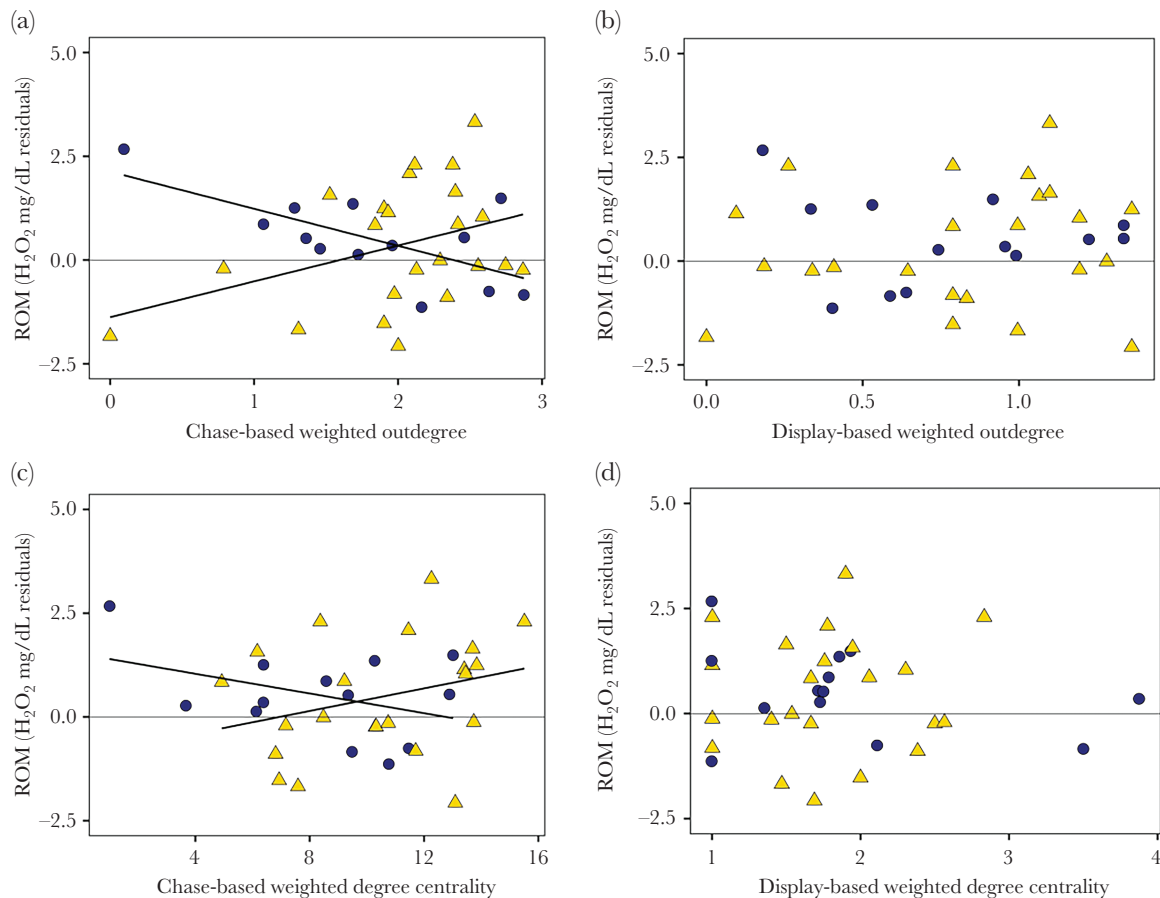 (a)
ROM (H₂O₂ mg/dL residuals)
5.0
2.5
0.0
−2.5
0 1 2 3
Chase-based weighted outdegree
(b)
ROM (H₂O₂ mg/dL residuals)
5.0
2.5
0.0
−2.5
0.0 0.5 1.0
Display-based weighted outdegree
(c)
ROM (H₂O₂ mg/dL residuals)
5.0
2.5
0.0
−2.5
4 8 12 16
Chase-based weighted degree centrality
(d)
ROM (H₂O₂ mg/dL residuals)
5.0
2.5
0.0
−2.5
1 2 3 4
Display-based weighted degree centrality